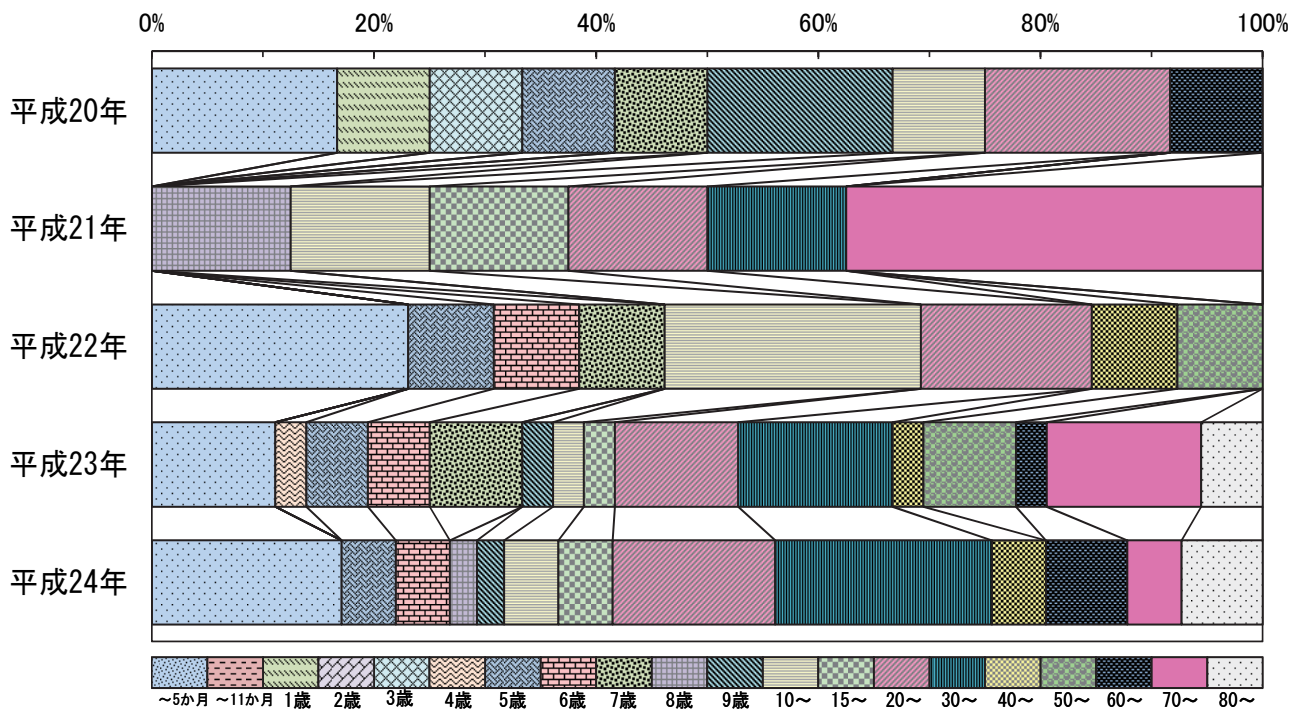 0% 20% 40% 60% 80% 100%
平成20年
平成21年
平成22年
平成23年
平成24年
～5か月 ～11か月 1歳 2歳 3歳 4歳 5歳 6歳 7歳 8歳 9歳 10～ 15～ 20～ 30～ 40～ 50～ 60～ 70～ 80～